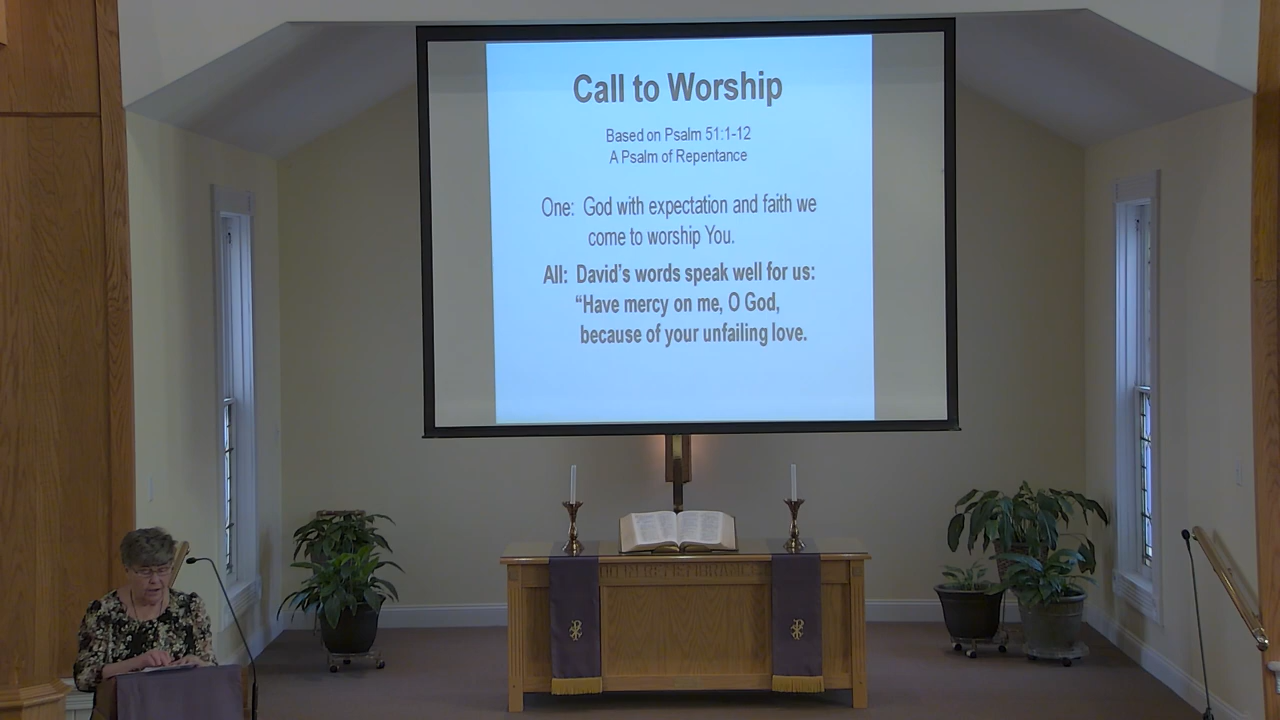 Call to Worship
Based on Psalm 51:1-12
A Psalm of Repentance
One: God with expectation and faith we
come to worship You.
All: David's words speak well for us:
“Have mercy on me, O God,
because of your unfailing love.